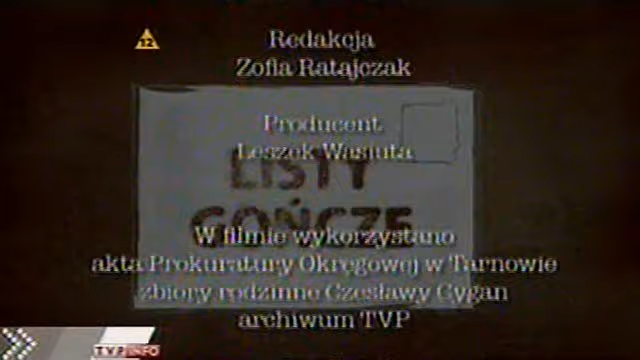 12
Redakcja
Zofia Ratajczak
Producent
Leszek Wasiuta
LISTY
GOŃCZE
W filmie wykorzystano
akta Prokuratury Okręgowej w Tarnowie
zbiory rodzinne Czesławy Cygan
archiwum TVP
TVP INFO